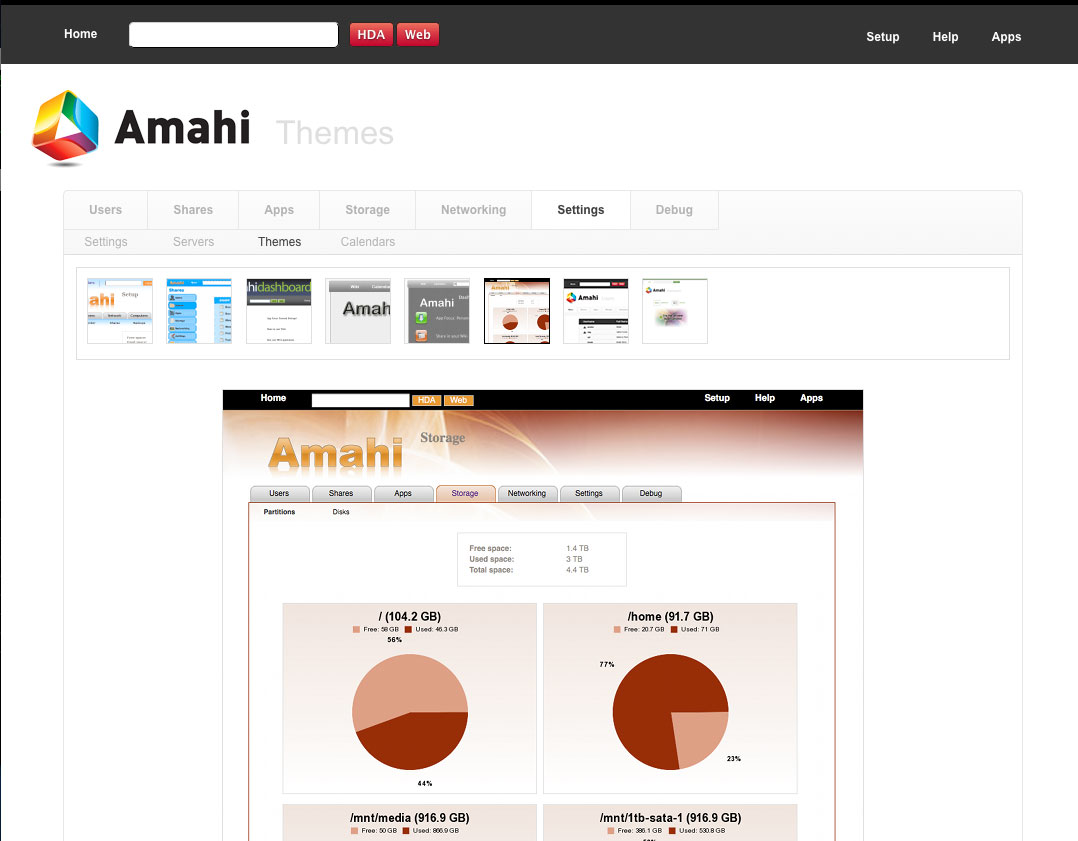 Home HDA Web Setup Help Apps
Amahi Themes
Users Shares Apps Storage Networking Settings Debug
Settings Servers Themes Calendars
Home HDA Web Setup Help Apps
Amahi Storage
Users Shares Apps Storage Networking Settings Debug
Partitions Disks
Free space: 1.4 TB
Used space: 3 TB
Total space: 4.4 TB
/ (104.2 GB)
Free: 58 GB Used: 46.3 GB
56%
44%
/home (91.7 GB)
Free: 20.7 GB Used: 71 GB
77%
23%
/mnt/media (916.9 GB)
Free: 50 GB Used: 866.9 GB
/mnt/1tb-sata-1 (916.9 GB)
Free: 386.1 GB Used: 530.8 GB